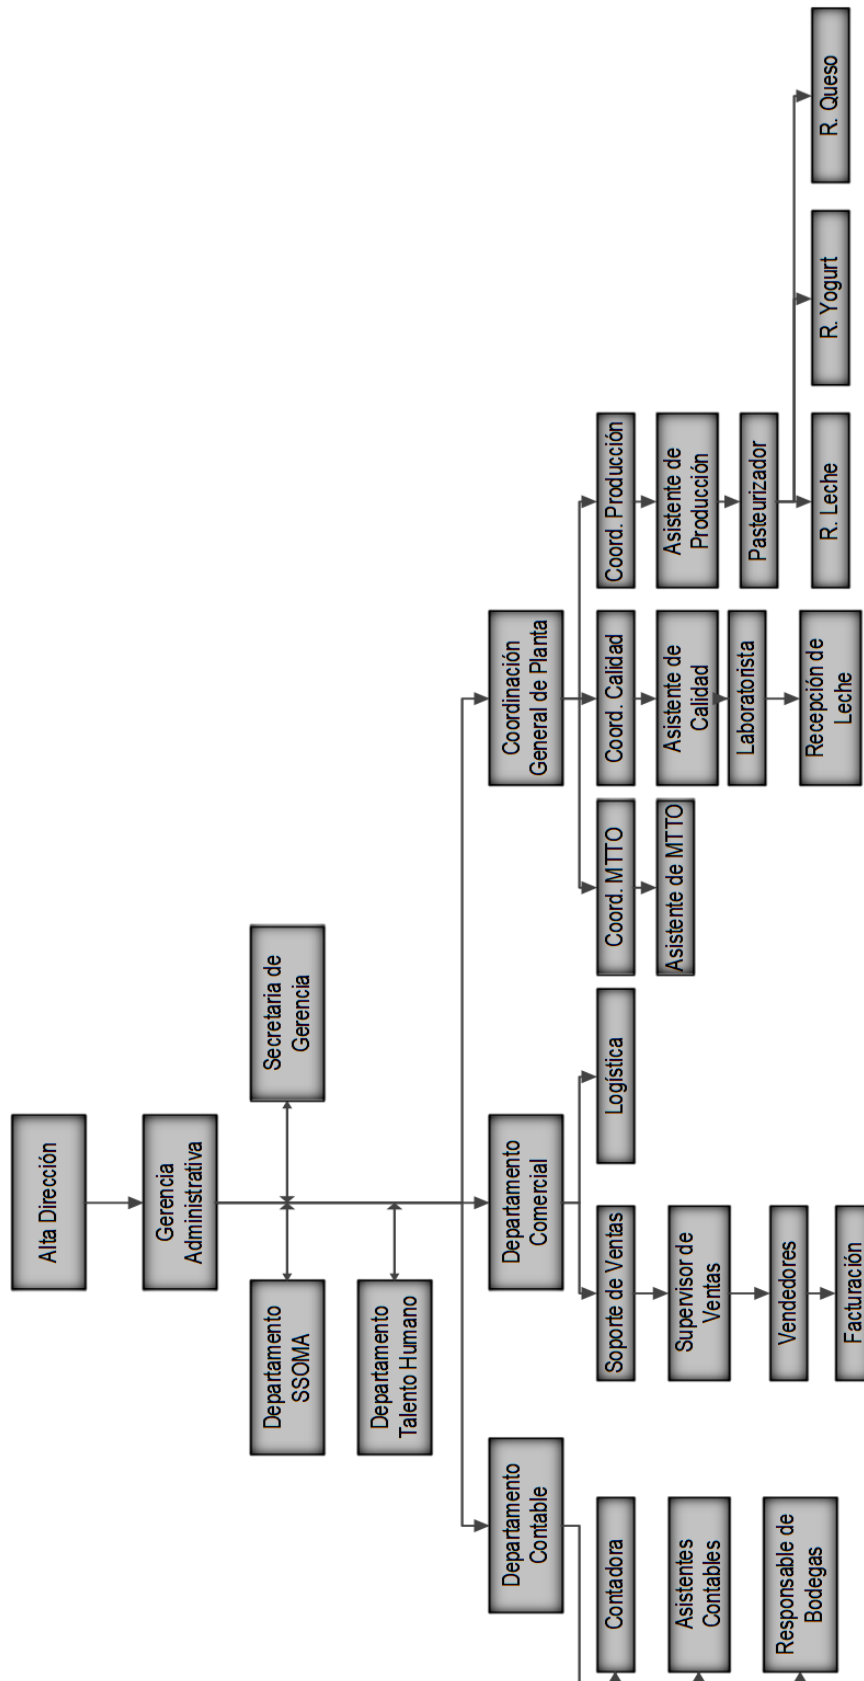 Alta Dirección
Gerencia
Administrativa
Departamento
SSOMA
Secretaria de
Gerencia
Departamento
Talento Humano
Departamento
Contable
Departamento
Comercial
Coordinación
General de Planta
Contadora
Asistentes
Contables
Responsable de
Bodegas
Soporte de Ventas
Supervisor de
Ventas
Vendedores
Facturación
Logística
Coord. MTTO
Asistente de MTTO
Coord. Calidad
Asistente de
Calidad
Laboratorista
Recepción de
Leche
Coord. Producción
Asistente de
Producción
Pasteurizador
R. Leche
R. Yogurt
R. Queso